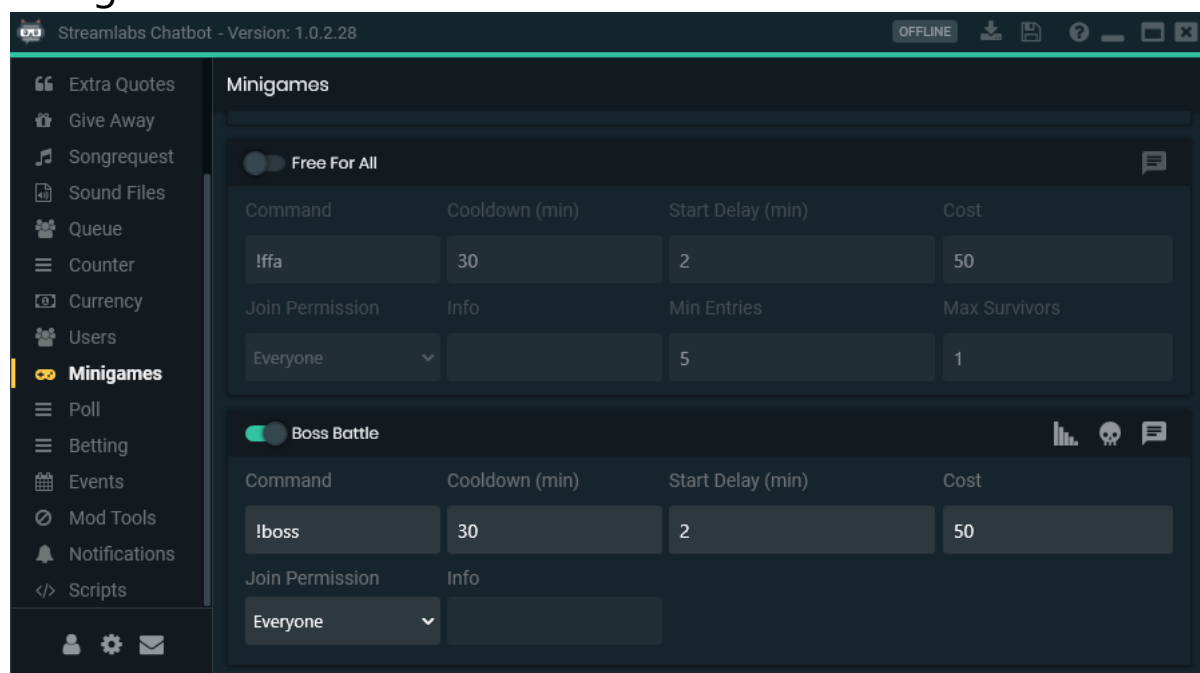 Streamlabs Chatbot - Version: 1.0.2.28 OFFLINE
Extra Quotes
Give Away
Songrequest
Sound Files
Queue
Counter
Currency
Users
Minigames
Poll
Betting
Events
Mod Tools
Notifications
Scripts
Minigames
Free For All
Command Cooldown (min) Start Delay (min) Cost
!ffa 30 2 50
Join Permission Info Min Entries Max Survivors
Everyone 5 1
Boss Battle
Command Cooldown (min) Start Delay (min) Cost
!boss 30 2 50
Join Permission Info
Everyone